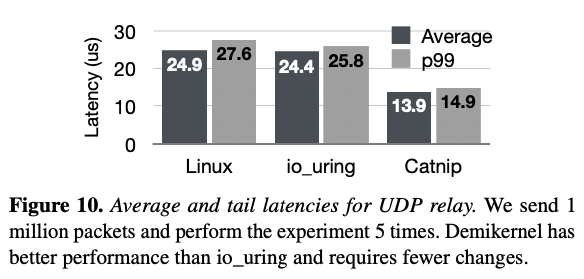 Latency (us)
30
20
10
0
Average
p99
24.9
27.6
24.4
25.8
13.9
14.9
Linux
io_uring
Catnip
Figure 10. Average and tail latencies for UDP relay. We send 1
million packets and perform the experiment 5 times. Demikernel has
better performance than io_uring and requires fewer changes.